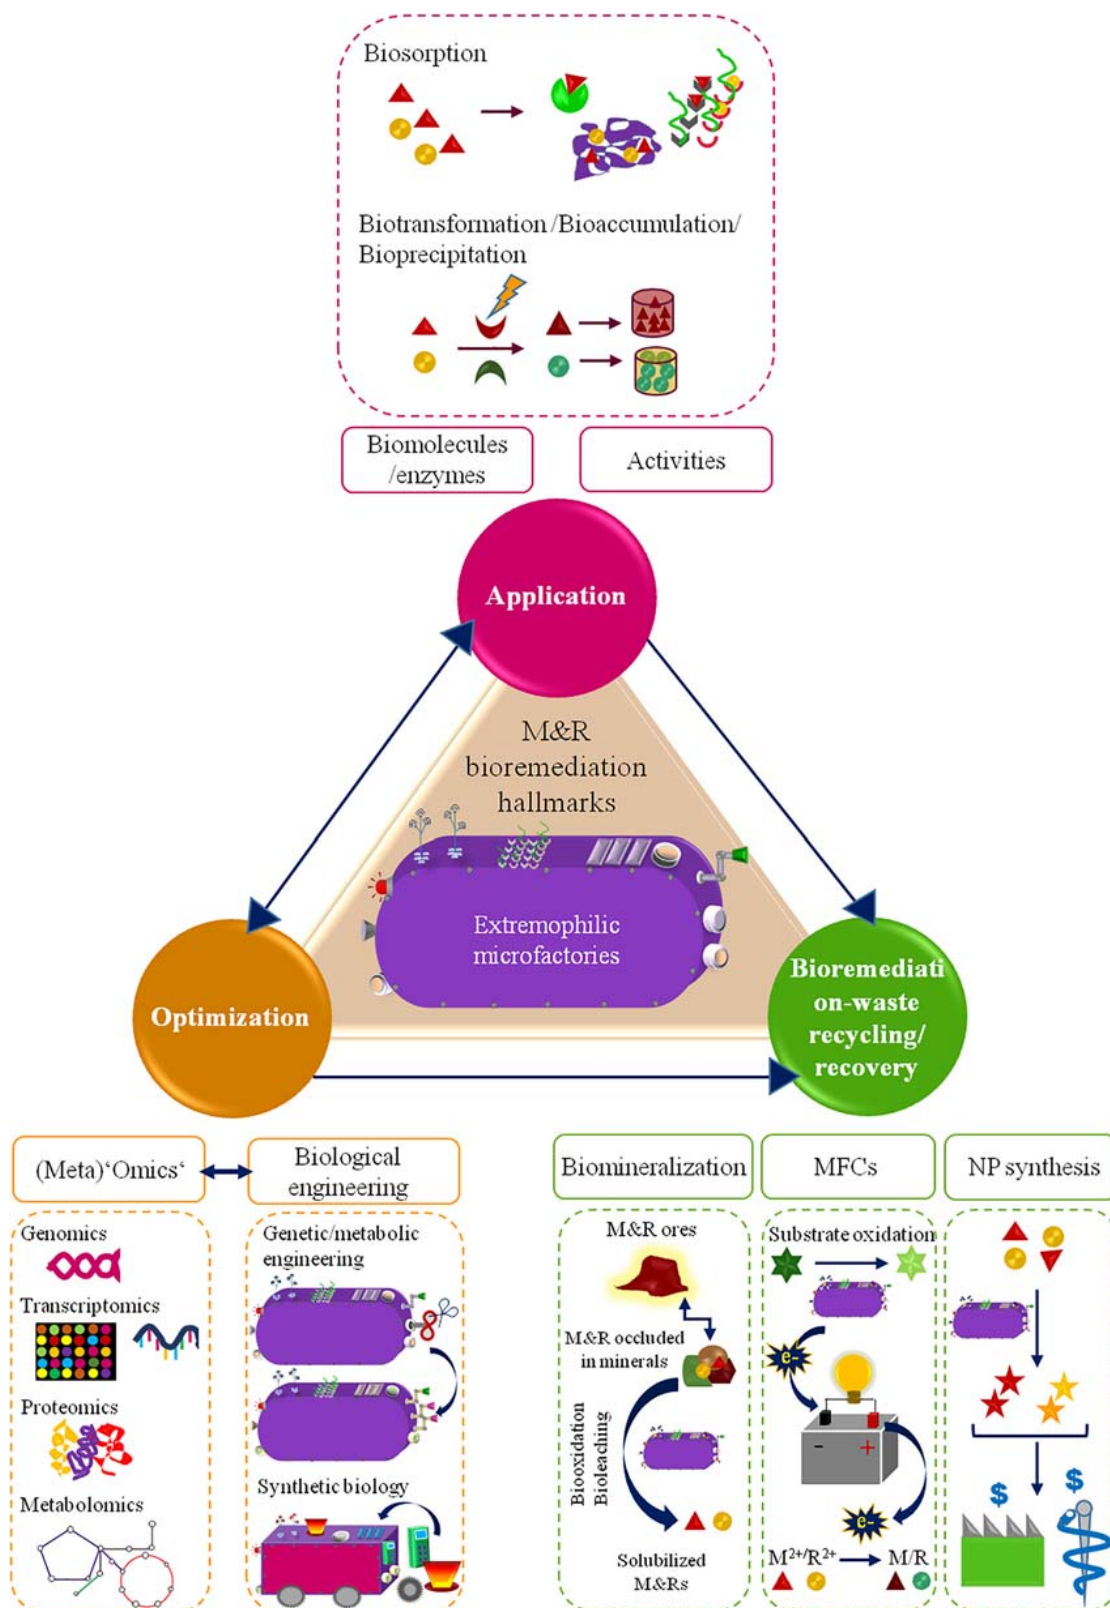 Biosorption
Biotransformation /Bioaccumulation/
Bioprecipitation
Biomolecules
/enzymes
Activities
Application
M&R
bioremediation
hallmarks
Extremophilic
microfactories
Optimization
Bioremediati
on-waste
recycling/
recovery
(Meta)‘Omics‘
Biological
engineering
Genomics
Transcriptomics
Proteomics
Metabolomics
Genetic/metabolic
engineering
Synthetic biology
Biomineralization
MFCs
NP synthesis
M&R ores
M&R occluded
in minerals
Biooxidation
Bioleaching
Solubilized
M&Rs
Substrate oxidation
e-
- +
e-
M²⁺/R²⁺ M/R
$ $